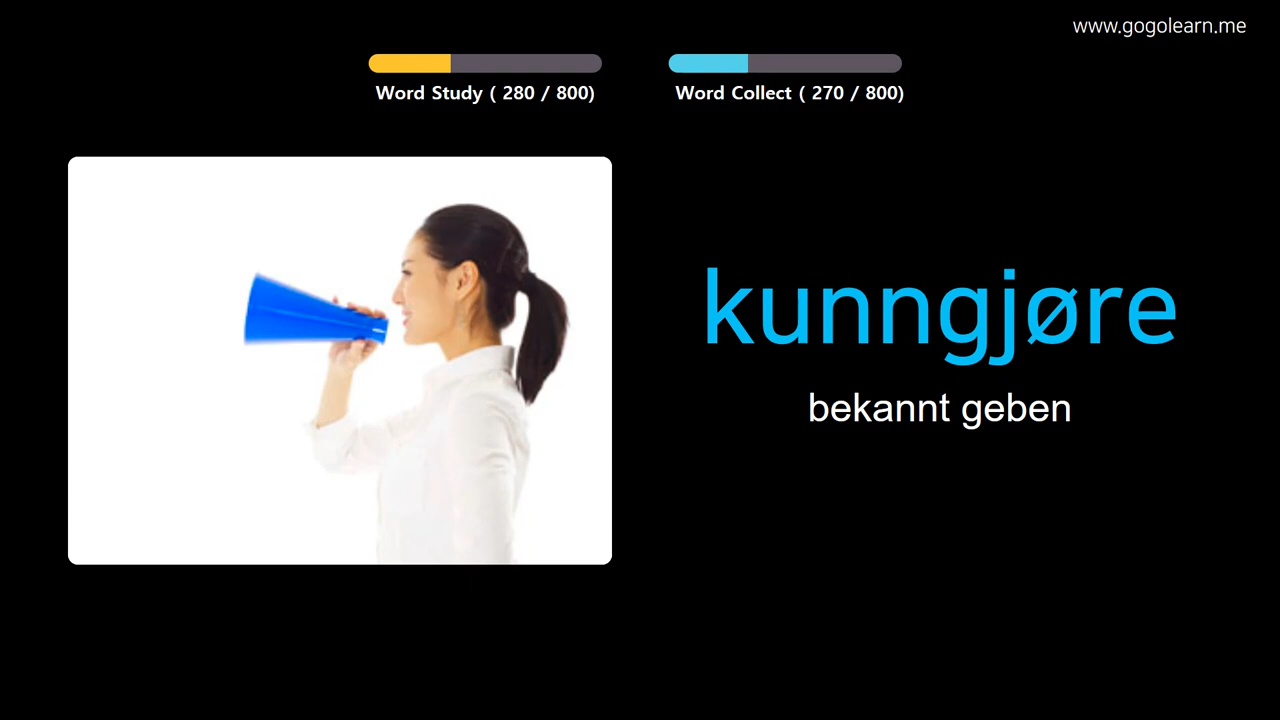 www.gogolearn.me
Word Study ( 280 / 800)
Word Collect ( 270 / 800)
kunngjøre
bekannt geben